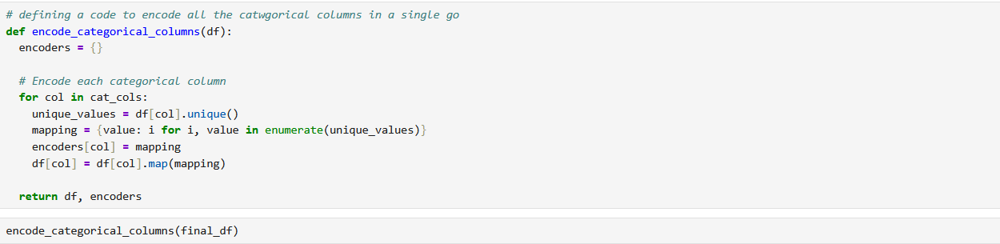 # defining a code to encode all the catwgorical columns in a single go
def encode_categorical_columns(df):
  encoders = {}

  # Encode each categorical column
  for col in cat_cols:
    unique_values = df[col].unique()
    mapping = {value: i for i, value in enumerate(unique_values)}
    encoders[col] = mapping
    df[col] = df[col].map(mapping)

  return df, encoders

encode_categorical_columns(final_df)